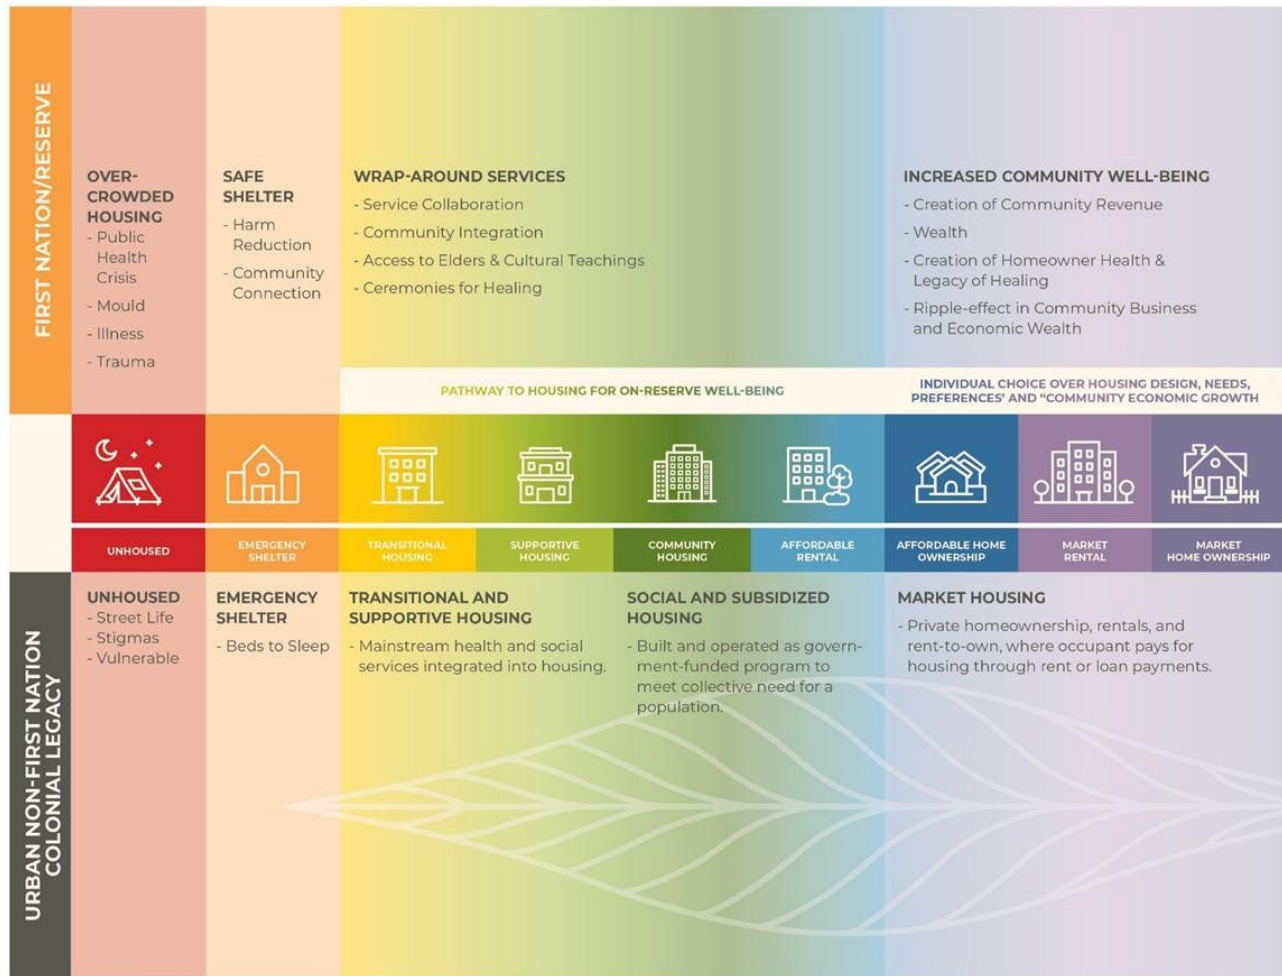 FIRST NATION/RESERVE
OVER-
CROWDED
HOUSING
- Public
Health
Crisis
- Mould
- Illness
- Trauma
SAFE
SHELTER
- Harm
Reduction
- Community
Connection
WRAP-AROUND SERVICES
- Service Collaboration
- Community Integration
- Access to Elders & Cultural Teachings
- Ceremonies for Healing
INCREASED COMMUNITY WELL-BEING
- Creation of Community Revenue
- Wealth
- Creation of Homeowner Health &
Legacy of Healing
- Ripple-effect in Community Business
and Economic Wealth
PATHWAY TO HOUSING FOR ON-RESERVE WELL-BEING
INDIVIDUAL CHOICE OVER HOUSING DESIGN, NEEDS,
PREFERENCES' AND "COMMUNITY ECONOMIC GROWTH
UNHOUSED
EMERGENCY
SHELTER
TRANSITIONAL
HOUSING
SUPPORTIVE
HOUSING
COMMUNITY
HOUSING
AFFORDABLE
RENTAL
AFFORDABLE HOME
OWNERSHIP
MARKET
RENTAL
MARKET
HOME OWNERSHIP
URBAN NON-FIRST NATION
COLONIAL LEGACY
UNHOUSED
- Street Life
- Stigmas
- Vulnerable
EMERGENCY
SHELTER
- Beds to Sleep
TRANSITIONAL AND
SUPPORTIVE HOUSING
- Mainstream health and social
services integrated into housing.
SOCIAL AND SUBSIDIZED
HOUSING
- Built and operated as govern-
ment-funded program to
meet collective need for a
population.
MARKET HOUSING
- Private homeownership, rentals, and
rent-to-own, where occupant pays for
housing through rent or loan payments.